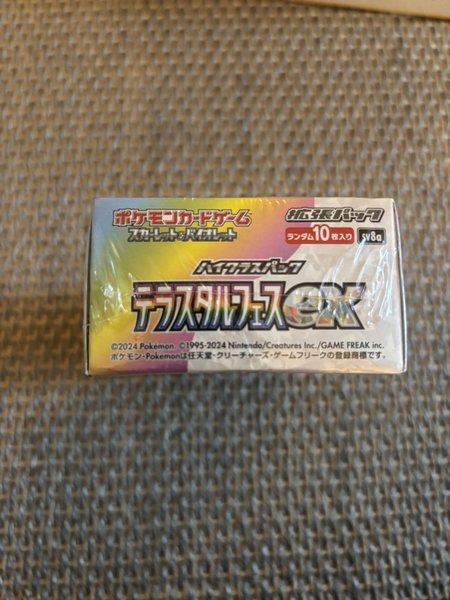 ポケモンカードゲーム
スカーレット&バイオレット
拡張パック
ランダム10枚入り sv8a
ハイクラスパック
テラスタルフェスex
©2024 Pokémon. ©1995-2024 Nintendo/Creatures Inc./GAME FREAK inc.
ポケモン・Pokémonは任天堂・クリーチャーズ・ゲームフリークの登録商標です。